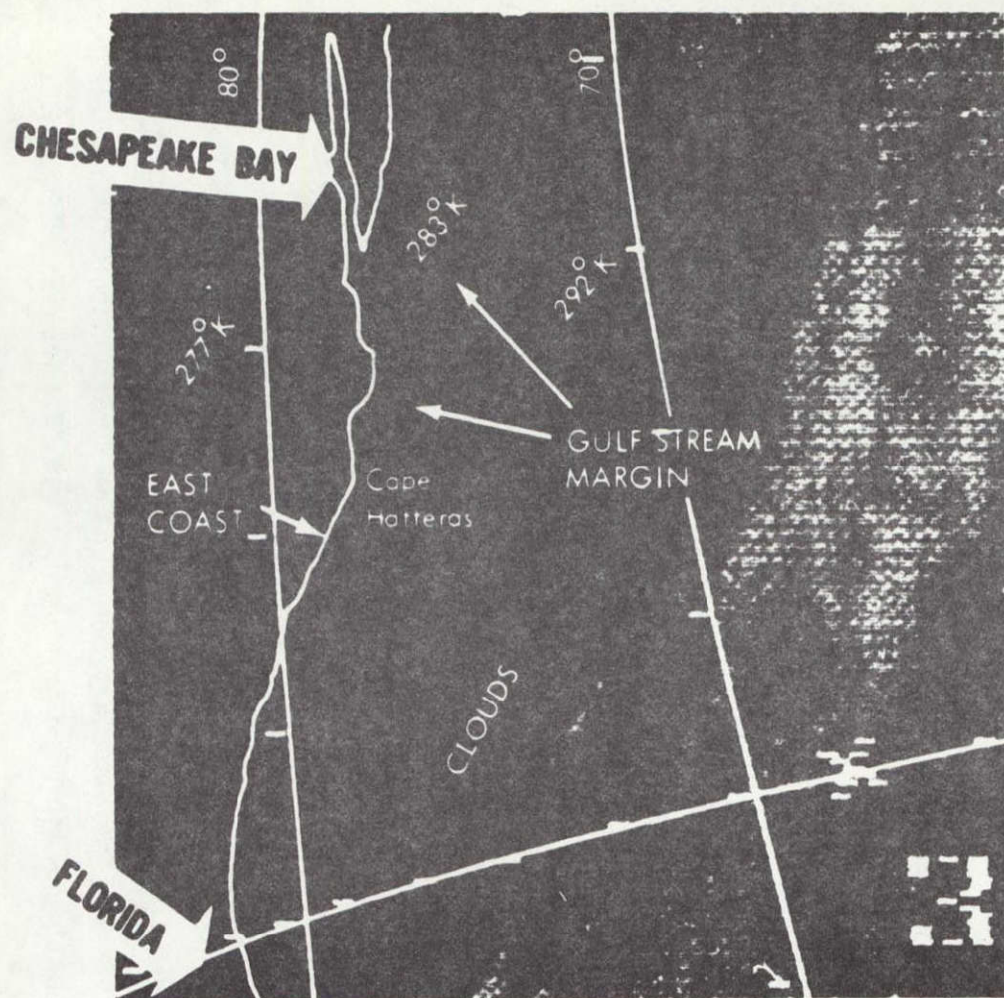 80°
70°
CHESAPEAKE BAY
283°K
292°K
277°K
GULF STREAM
MARGIN
EAST
COAST
Cape
Hatteras
CLOUDS
FLORIDA